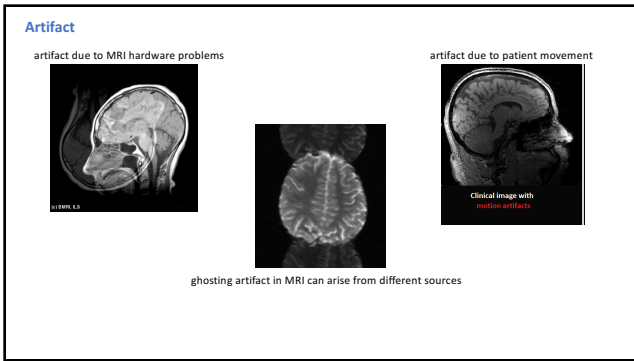 Artifact
artifact due to MRI hardware problems
artifact due to patient movement
(c) BMRI, ILS
Clinical image with
motion artifacts
ghosting artifact in MRI can arise from different sources